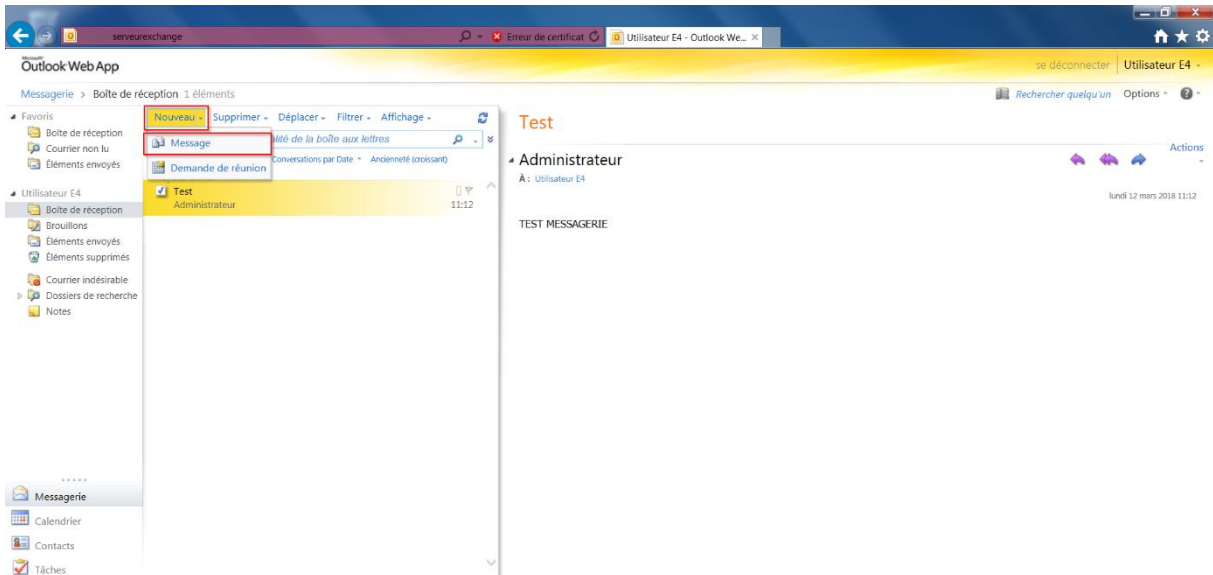 serveurexchange
Erreur de certificat
Utilisateur E4 - Outlook We...
Microsoft
Outlook Web App
se déconnecter
Utilisateur E4
Messagerie > Boîte de réception 1 éléments
Rechercher quelqu'un
Options
Favoris
Boîte de réception
Courrier non lu
Éléments envoyés
Utilisateur E4
Boîte de réception
Brouillons
Éléments envoyés
Éléments supprimés
Courrier indésirable
Dossiers de recherche
Notes
Messagerie
Calendrier
Contacts
Tâches
Nouveau Supprimer Déplacer Filtrer Affichage
Message
de la boîte aux lettres
Demande de réunion
Conversations par Date Ancienneté (croissant)
Test
Administrateur
11:12
Test
Actions
Administrateur
À : Utilisateur E4
lundi 12 mars 2018 11:12
TEST MESSAGERIE